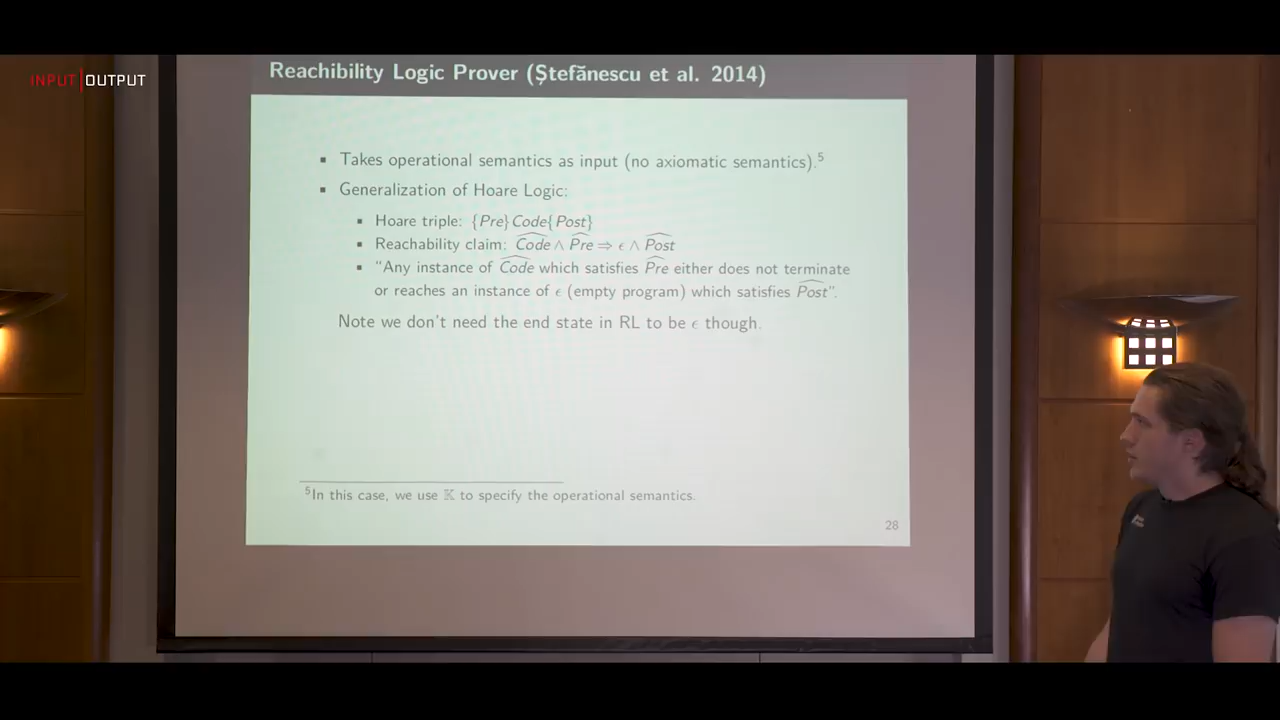 INPUT|OUTPUT
Reachibility Logic Prover (Ştefănescu et al. 2014)
▪ Takes operational semantics as input (no axiomatic semantics).⁵
▪ Generalization of Hoare Logic:
▪ Hoare triple: {Pre}Code{Post}
▪ Reachability claim: Code͡ ∧ Pre͡ ⇒ ϵ ∧ Post͡
▪ “Any instance of Code͡ which satisfies Pre͡ either does not terminate
or reaches an instance of ϵ (empty program) which satisfies Post͡”.
Note we don't need the end state in RL to be ϵ though.
⁵In this case, we use 𝕂 to specify the operational semantics.
28